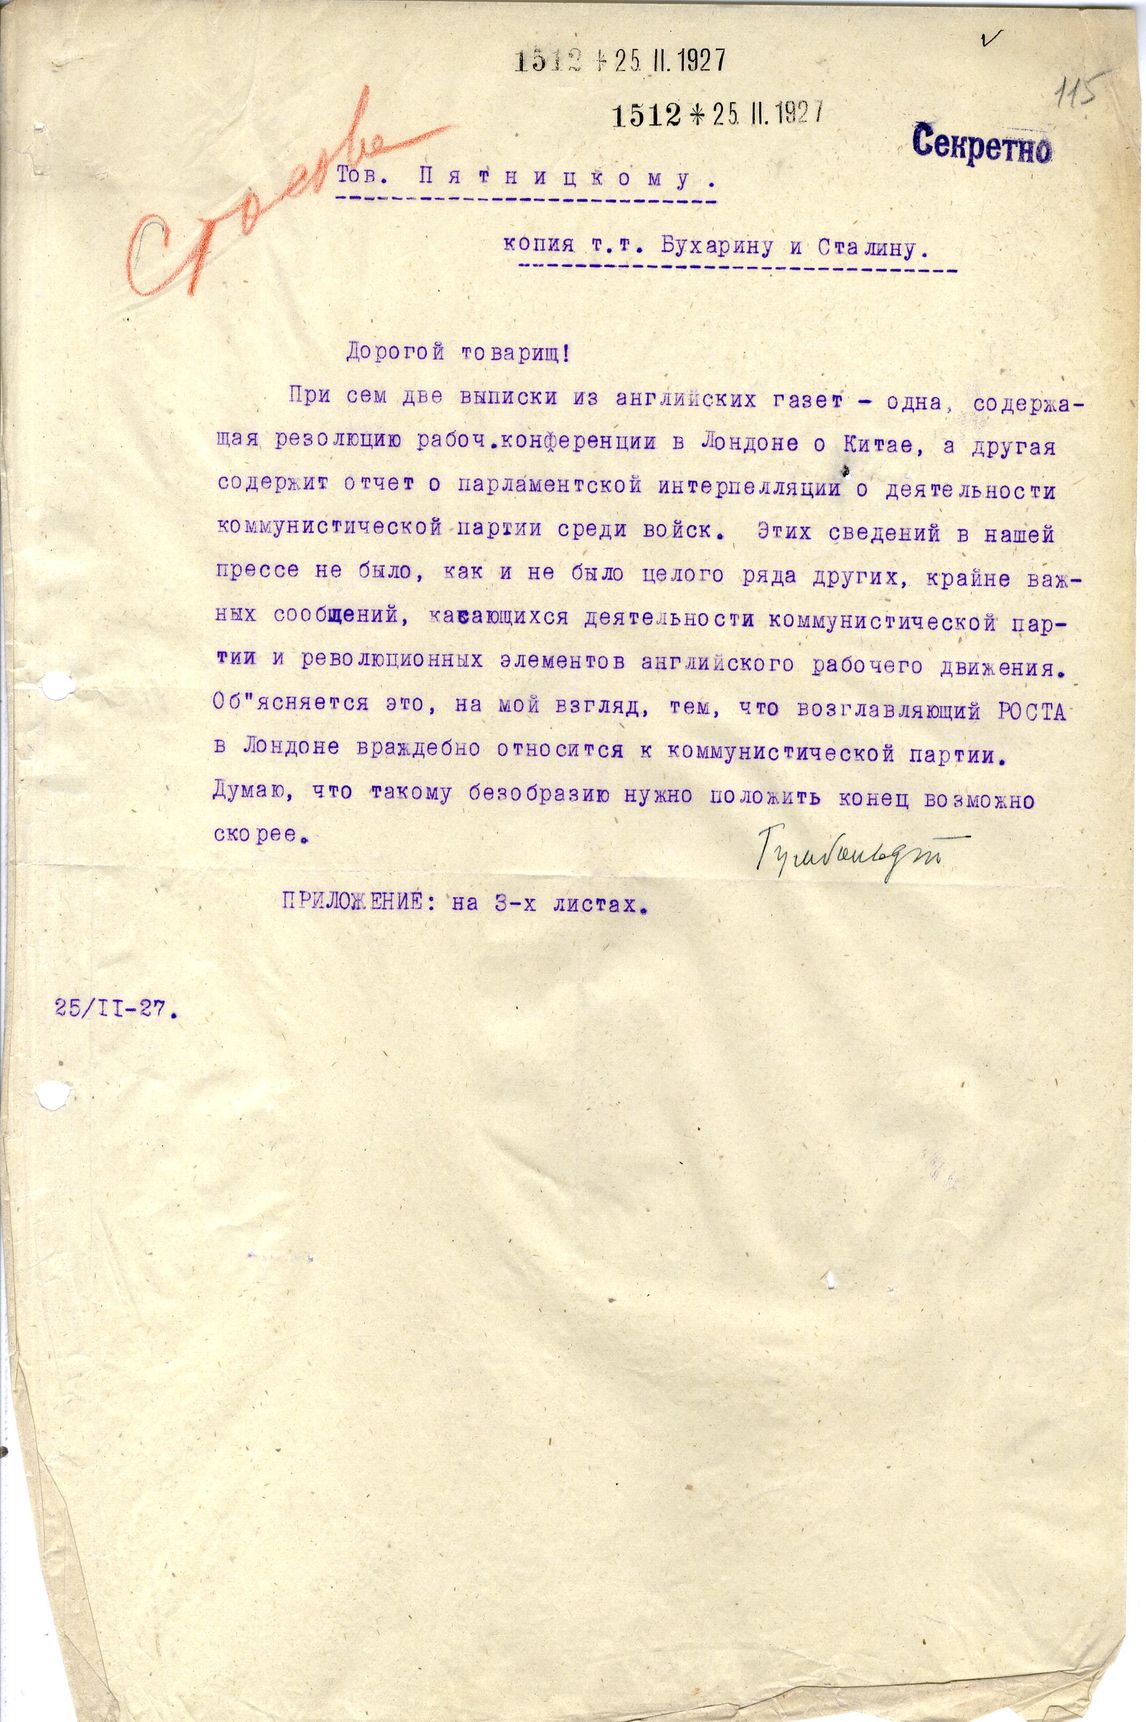 1512 * 25 II. 1927
1512 * 25 II. 1927
115
Секретно
Стасова
Тов. Пятницкому.
копия т.т. Бухарину и Сталину.
Дорогой товарищ!
При сем две выписки из английских газет - одна, содержа-
щая резолюцию рабоч.конференции в Лондоне о Китае, а другая
содержит отчет о парламентской интерпелляции о деятельности
коммунистической партии среди войск. Этих сведений в нашей
прессе не было, как и не было целого ряда других, крайне важ-
ных сообщений, касающихся деятельности коммунистической пар-
тии и революционных элементов английского рабочего движения.
Об"ясняется это, на мой взгляд, тем, что возглавляющий РОСТА
в Лондоне враждебно относится к коммунистической партии.
Думаю, что такому безобразию нужно положить конец возможно
скорее.
Гумбольдт
ПРИЛОЖЕНИЕ: на 3-х листах.
25/II-27.